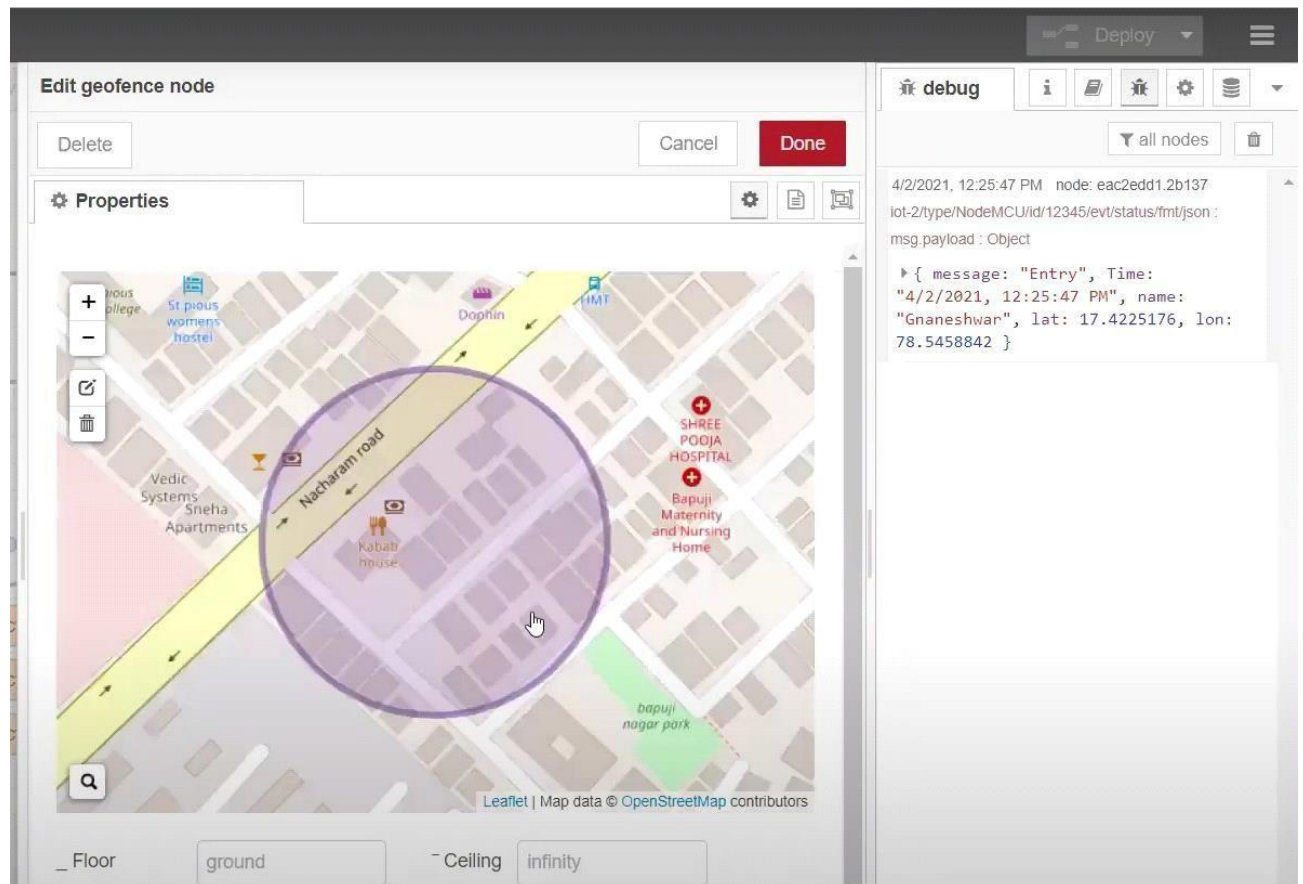 Deploy
Edit geofence node
Delete
Cancel
Done
Properties
+
−
St pious
womens
hostel
Dophin
HMT
Nacharam road
Vedic
Systems
Sneha
Apartments
Kabab
house
SHREE
POOJA
HOSPITAL
Bapuji
Maternity
and Nursing
Home
bapuji
nagar park
Leaflet | Map data © OpenStreetMap contributors
_ Floor
ground
‾ Ceiling
infinity
debug
i
all nodes
4/2/2021, 12:25:47 PM node: eac2edd1.2b137
iot-2/type/NodeMCU/id/12345/evt/status/fmt/json :
msg.payload : Object
{ message: "Entry", Time:
"4/2/2021, 12:25:47 PM", name:
"Gnaneshwar", lat: 17.4225176, lon:
78.5458842 }